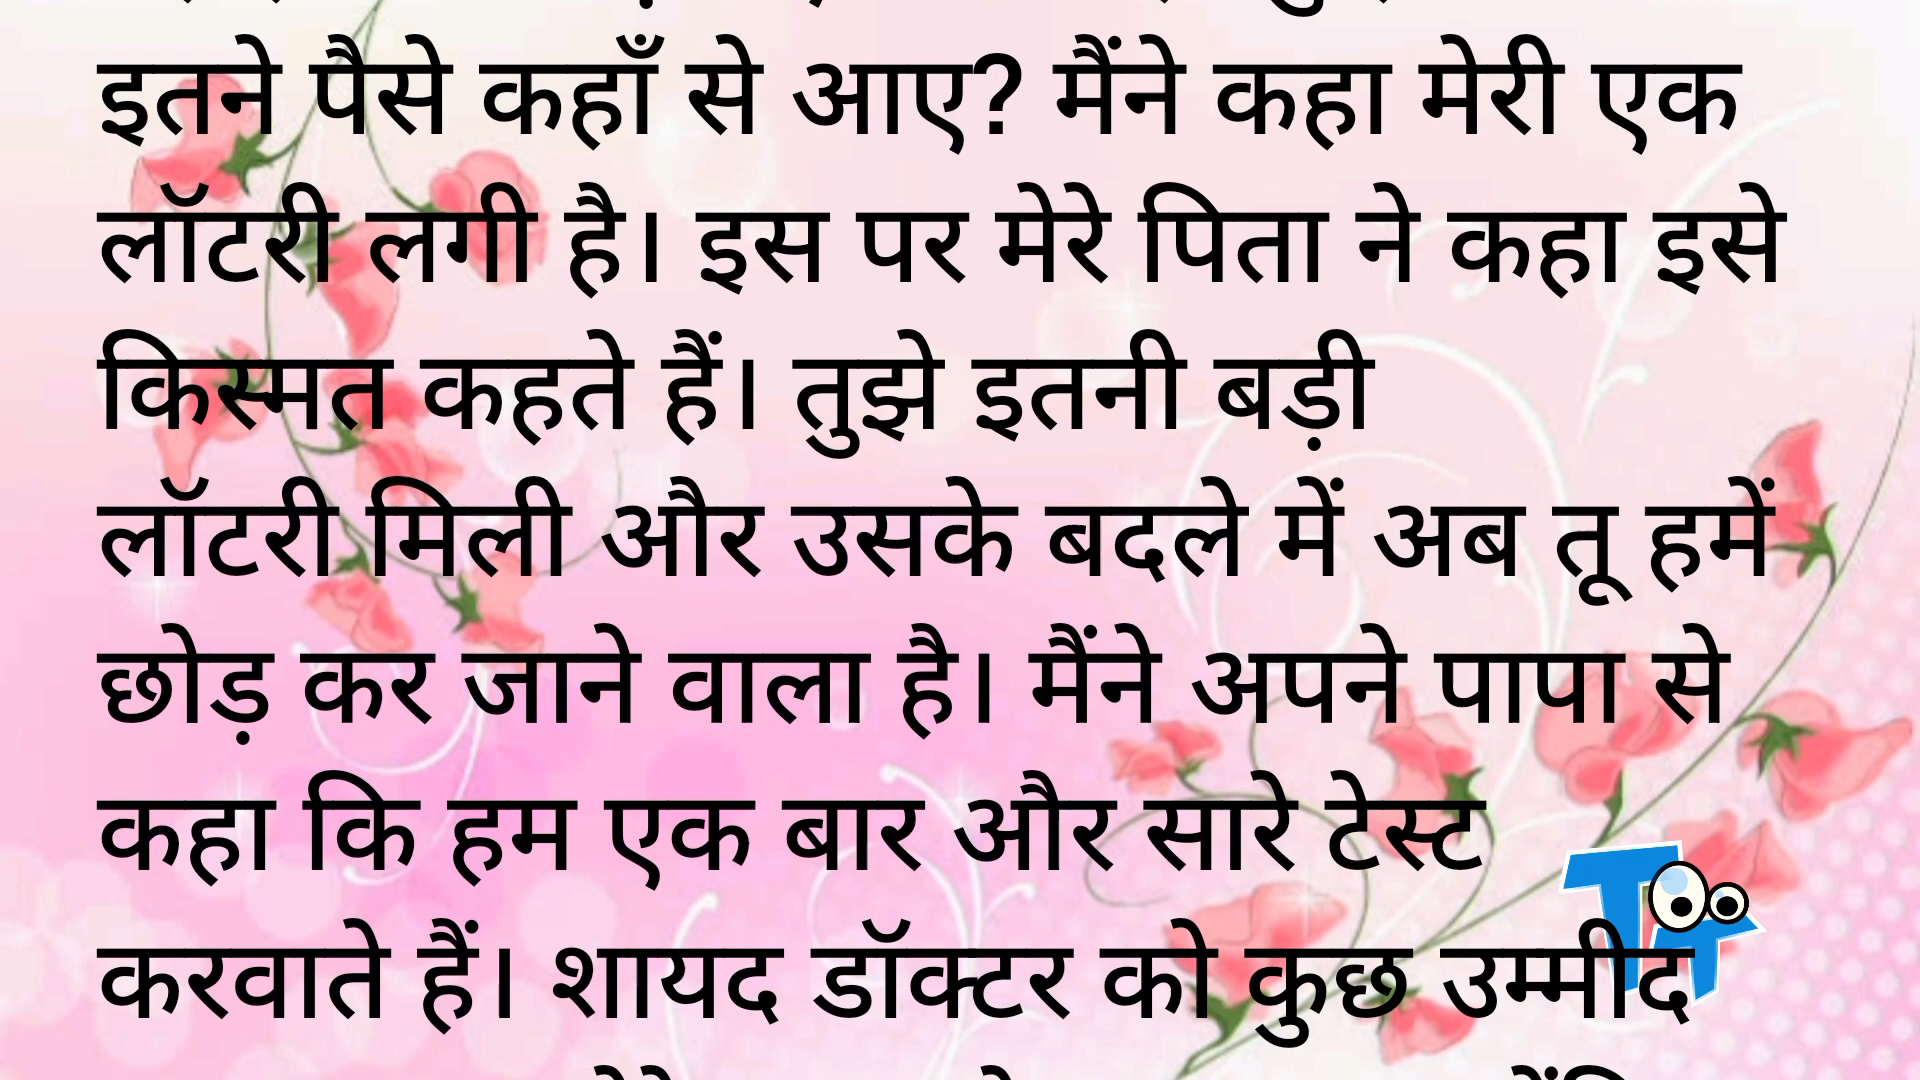 इतने पैसे कहाँ से आए? मैंने कहा मेरी एक
लॉटरी लगी है। इस पर मेरे पिता ने कहा इसे
किस्मत कहते हैं। तुझे इतनी बड़ी
लॉटरी मिली और उसके बदले में अब तू हमें
छोड़ कर जाने वाला है। मैंने अपने पापा से
कहा कि हम एक बार और सारे टेस्ट
करवाते हैं। शायद डॉक्टर को कुछ उम्मीद